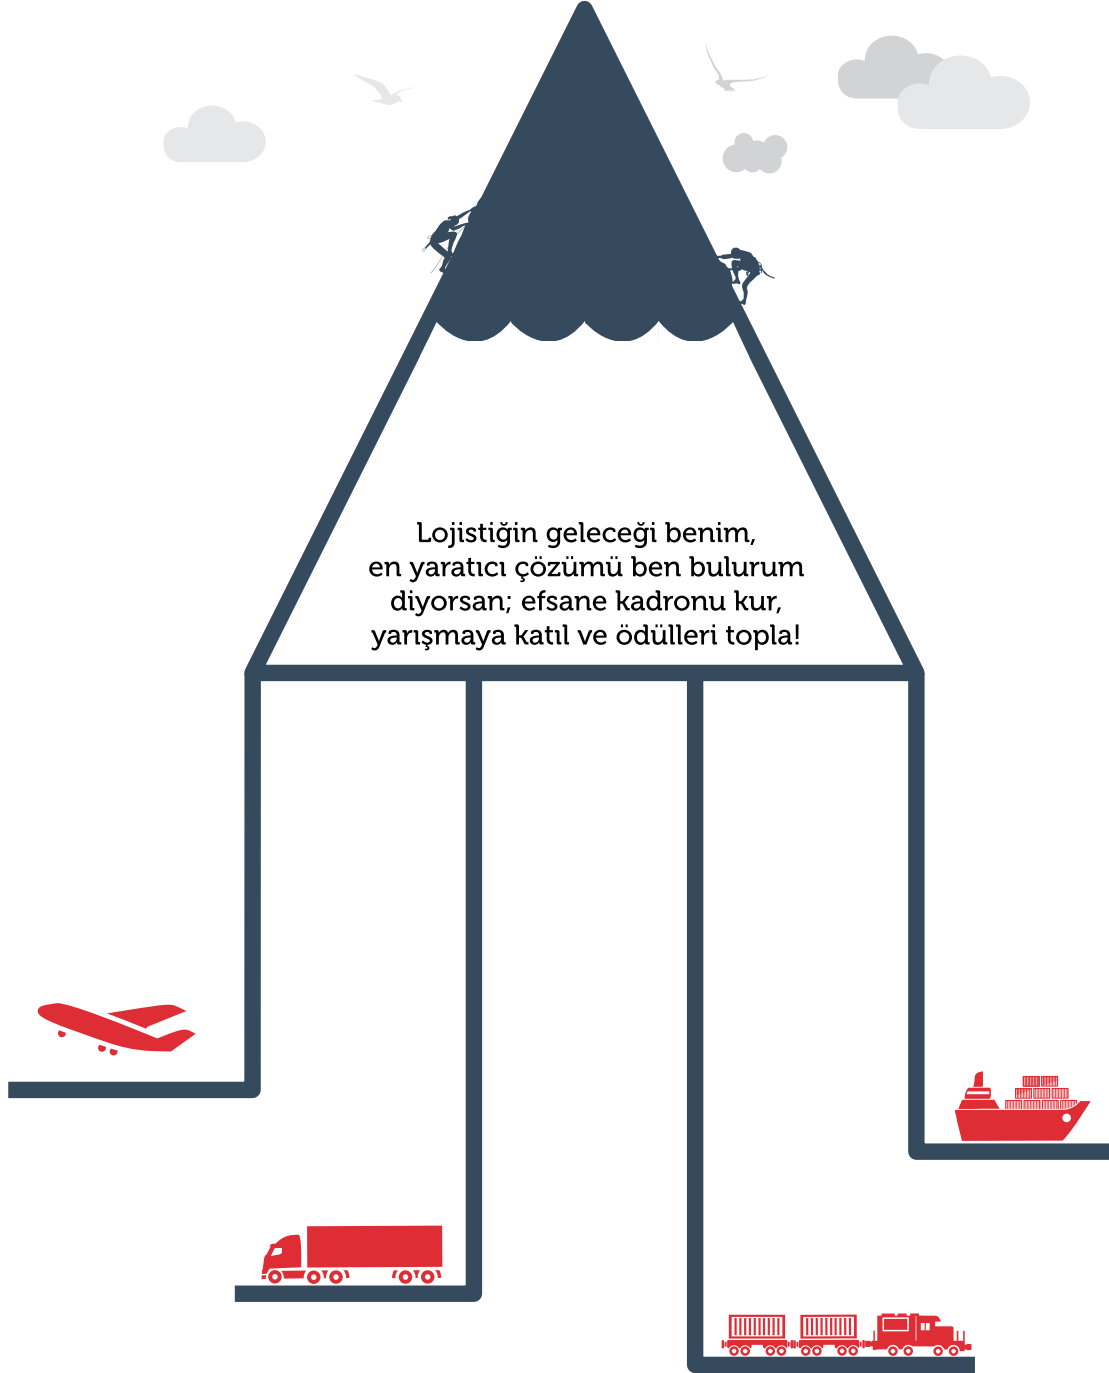 Lojistiğin geleceği benim,
en yaratıcı çözümü ben bulurum
diyorsan; efsane kadronu kur,
yarışmaya katıl ve ödülleri topla!